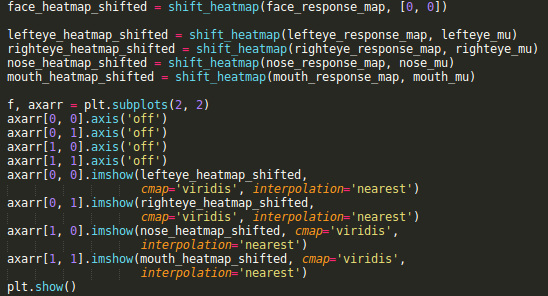 face_heatmap_shifted = shift_heatmap(face_response_map, [0, 0])

lefteye_heatmap_shifted = shift_heatmap(lefteye_response_map, lefteye_mu)
righteye_heatmap_shifted = shift_heatmap(righteye_response_map, righteye_mu)
nose_heatmap_shifted = shift_heatmap(nose_response_map, nose_mu)
mouth_heatmap_shifted = shift_heatmap(mouth_response_map, mouth_mu)

f, axarr = plt.subplots(2, 2)
axarr[0, 0].axis('off')
axarr[0, 1].axis('off')
axarr[1, 0].axis('off')
axarr[1, 1].axis('off')
axarr[0, 0].imshow(lefteye_heatmap_shifted,
                   cmap='viridis', interpolation='nearest')
axarr[0, 1].imshow(righteye_heatmap_shifted,
                   cmap='viridis', interpolation='nearest')
axarr[1, 0].imshow(nose_heatmap_shifted, cmap='viridis',
                   interpolation='nearest')
axarr[1, 1].imshow(mouth_heatmap_shifted, cmap='viridis',
                   interpolation='nearest')
plt.show()